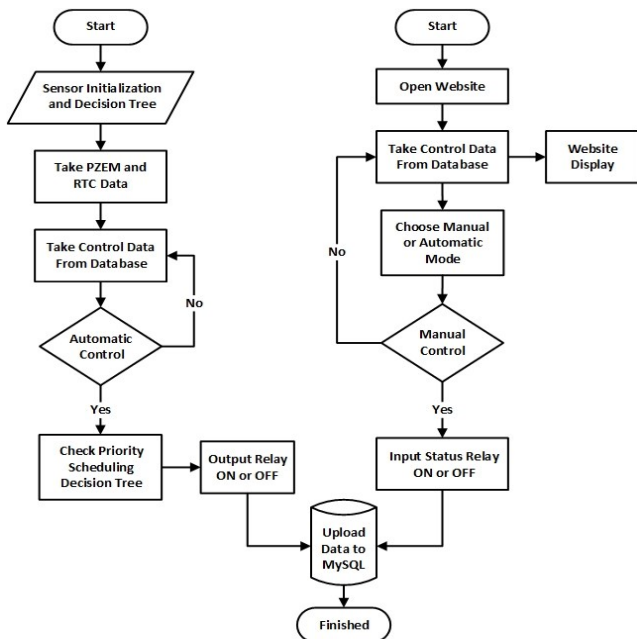 Start
Sensor Initialization
and Decision Tree
Take PZEM and
RTC Data
Take Control Data
From Database
No
Automatic
Control
Yes
Check Priority
Scheduling
Decision Tree
Output Relay
ON or OFF
Start
Open Website
Take Control Data
From Database
Website
Display
Choose Manual
or Automatic
Mode
No
Manual
Control
Yes
Input Status Relay
ON or OFF
Upload
Data to
MySQL
Finished